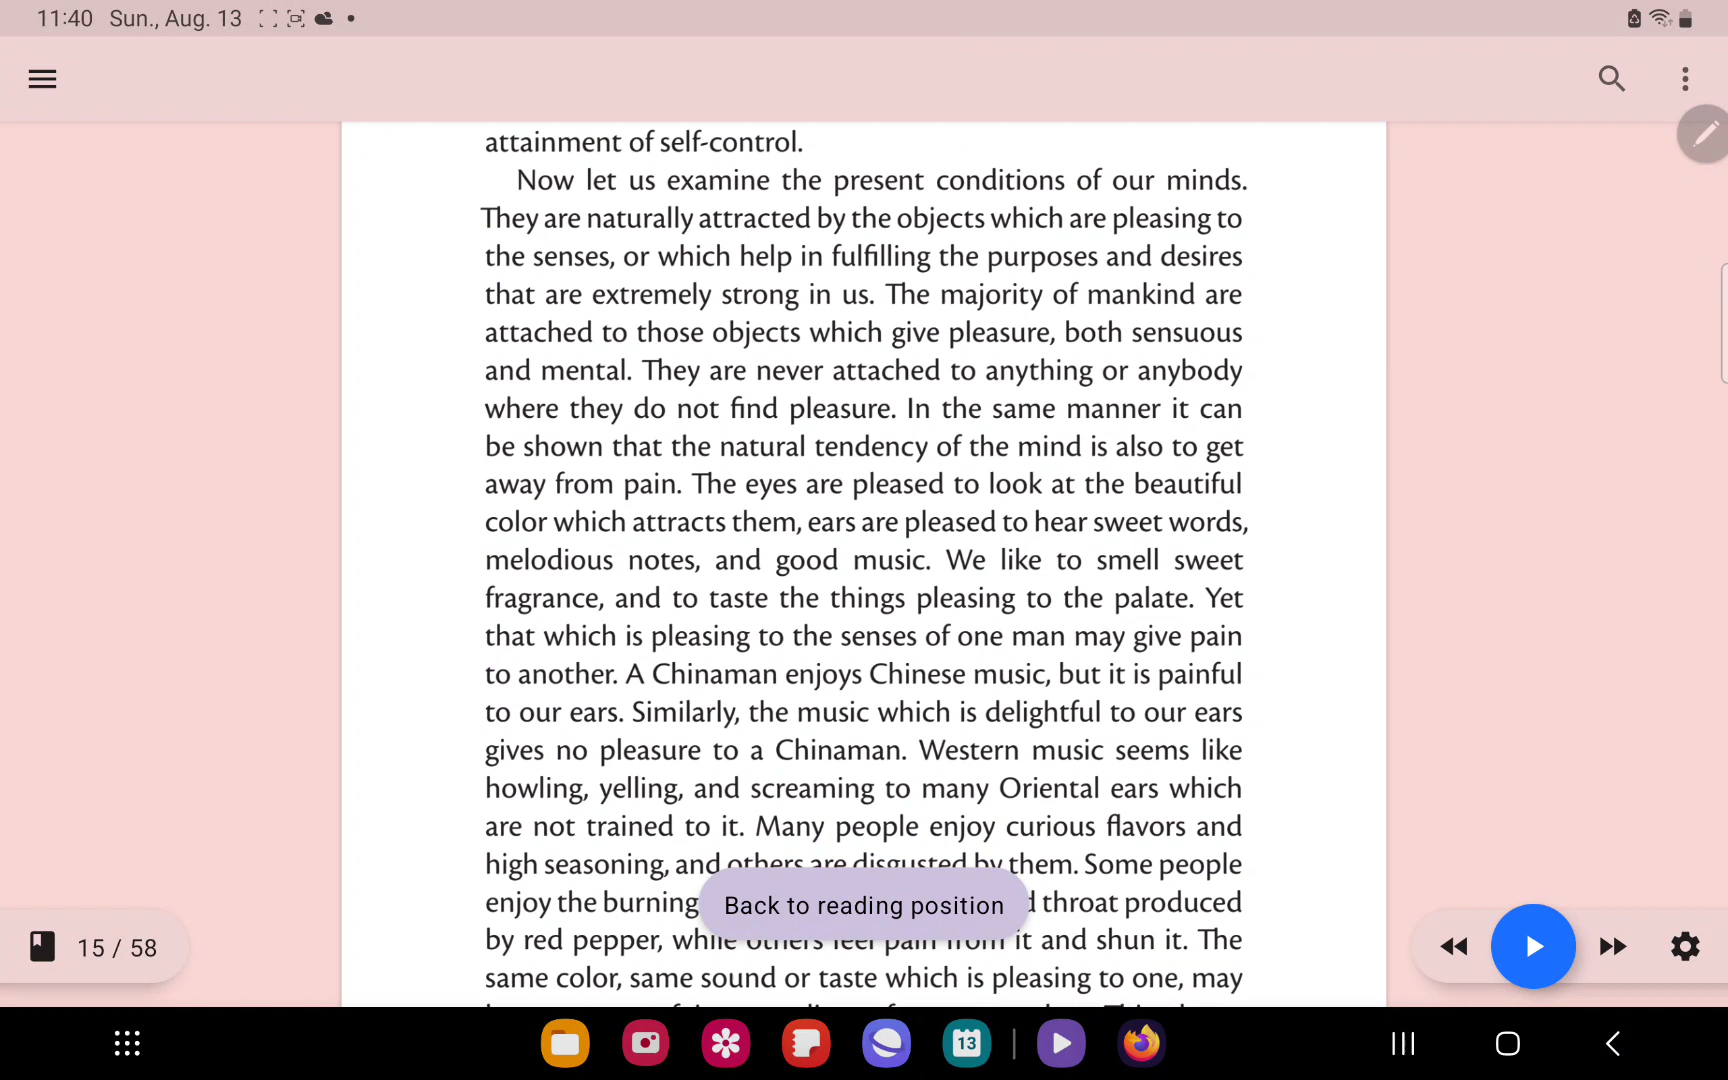 11:40 Sun., Aug. 13
attainment of self-control.
Now let us examine the present conditions of our minds.
They are naturally attracted by the objects which are pleasing to
the senses, or which help in fulfilling the purposes and desires
that are extremely strong in us. The majority of mankind are
attached to those objects which give pleasure, both sensuous
and mental. They are never attached to anything or anybody
where they do not find pleasure. In the same manner it can
be shown that the natural tendency of the mind is also to get
away from pain. The eyes are pleased to look at the beautiful
color which attracts them, ears are pleased to hear sweet words,
melodious notes, and good music. We like to smell sweet
fragrance, and to taste the things pleasing to the palate. Yet
that which is pleasing to the senses of one man may give pain
to another. A Chinaman enjoys Chinese music, but it is painful
to our ears. Similarly, the music which is delightful to our ears
gives no pleasure to a Chinaman. Western music seems like
howling, yelling, and screaming to many Oriental ears which
are not trained to it. Many people enjoy curious flavors and
high seasoning, and others are disgusted by them. Some people
enjoy the burning throat produced
Back to reading position
by red pepper, while others feel pain from it and shun it. The
same color, same sound or taste which is pleasing to one, may
15 / 58
13